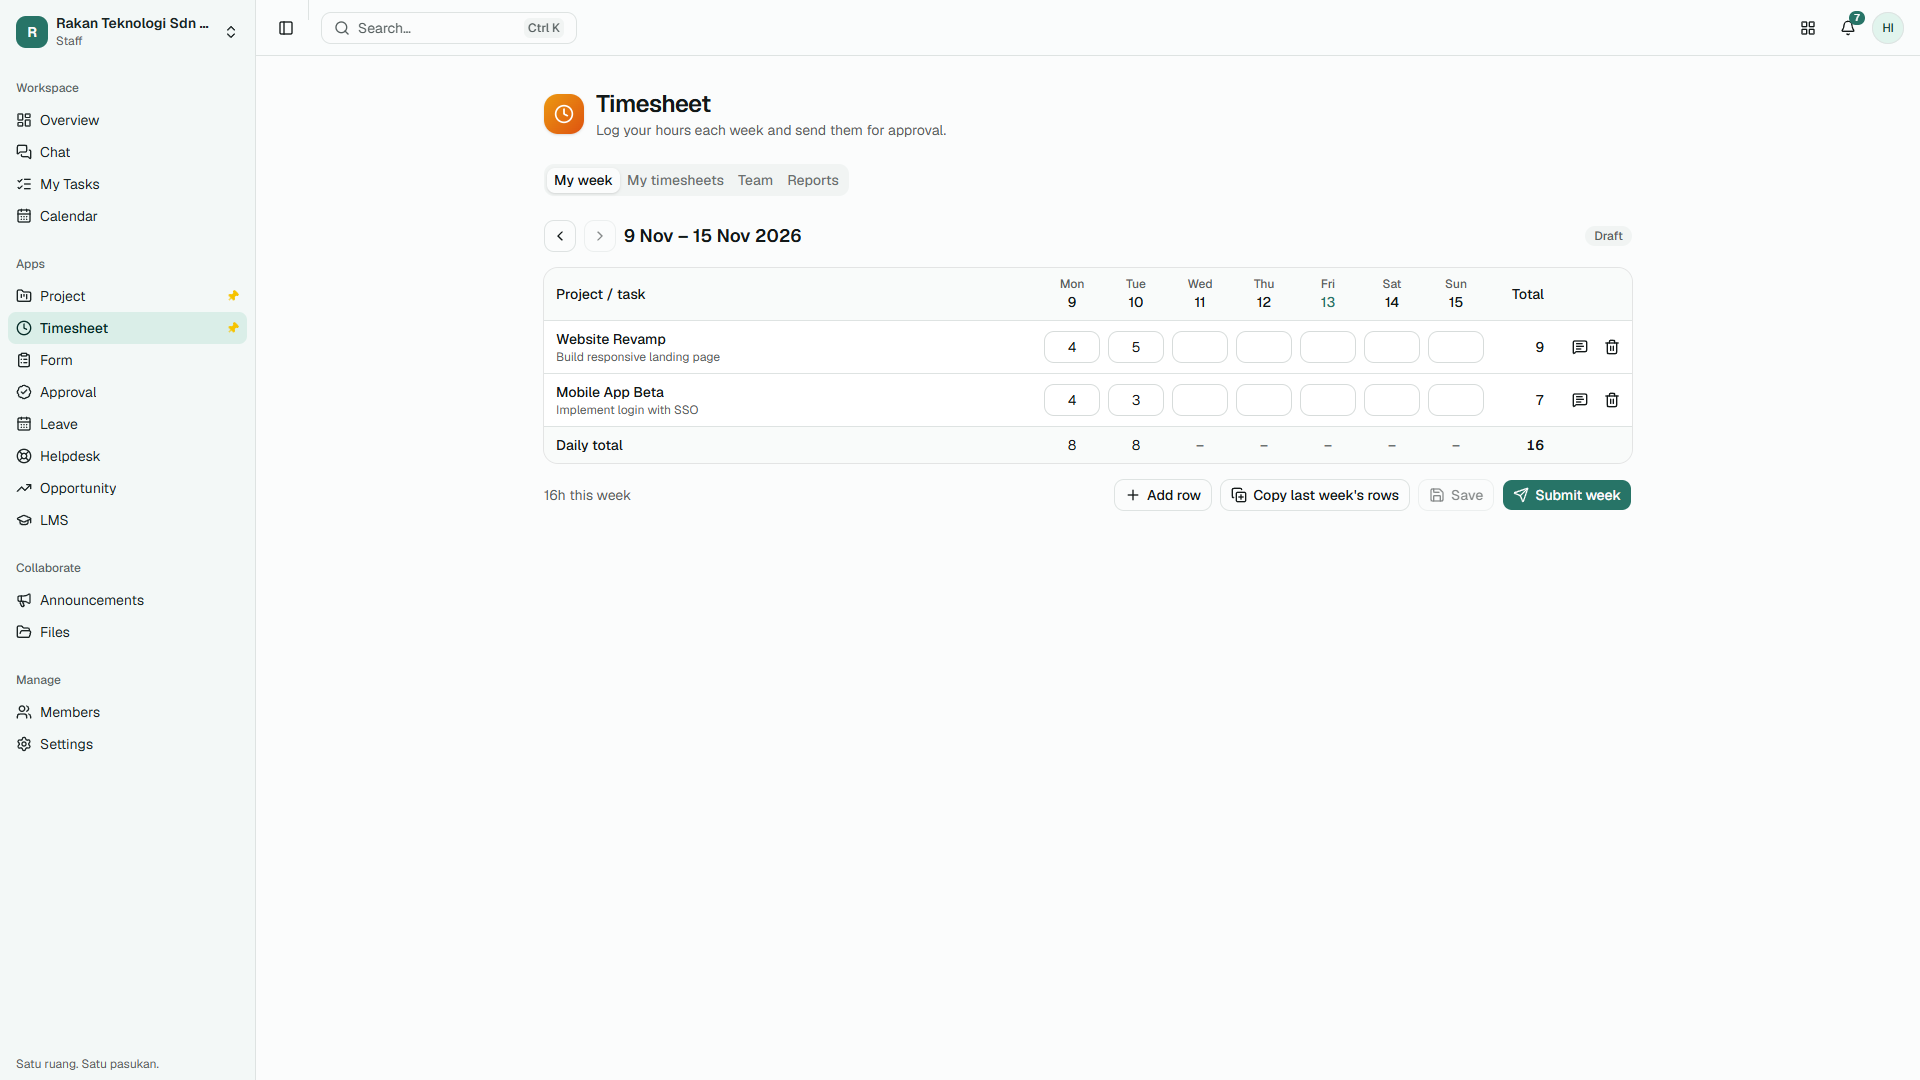 R
Rakan Teknologi Sdn ...
Staff
Search...
Ctrl K
7
HI
Workspace
Overview
Chat
My Tasks
Calendar
Apps
Project
Timesheet
Form
Approval
Leave
Helpdesk
Opportunity
LMS
Collaborate
Announcements
Files
Manage
Members
Settings
Satu ruang. Satu pasukan.
Timesheet
Log your hours each week and send them for approval.
My week My timesheets Team Reports
9 Nov – 15 Nov 2026
Draft
Project / task Mon 9 Tue 10 Wed 11 Thu 12 Fri 13 Sat 14 Sun 15 Total
Website Revamp
Build responsive landing page
4 5 9
Mobile App Beta
Implement login with SSO
4 3 7
Daily total 8 8 – – – – – 16
16h this week
Add row Copy last week's rows Save Submit week